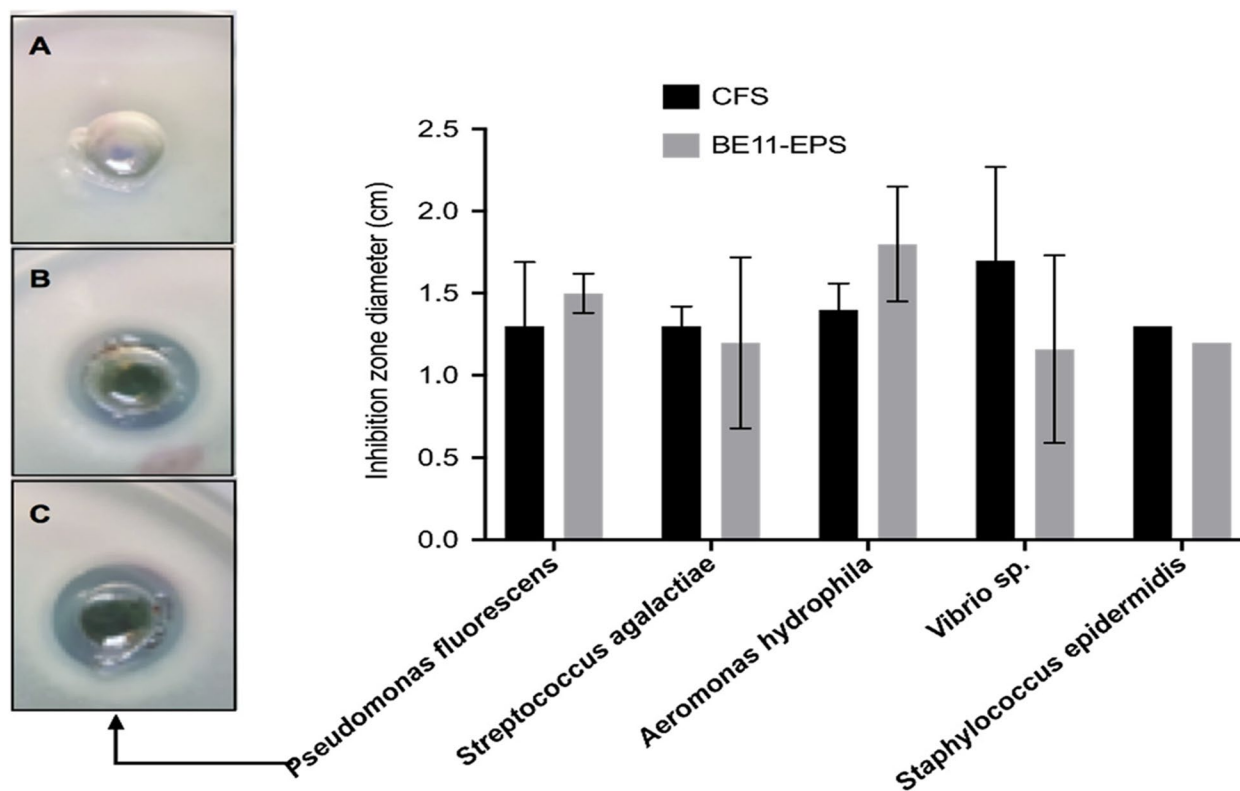 A
B
C
CFS
BE11-EPS
Inhibition zone diameter (cm)
2.5
2.0
1.5
1.0
0.5
0.0
Pseudomonas fluorescens
Streptococcus agalactiae
Aeromonas hydrophila
Vibrio sp.
Staphylococcus epidermidis